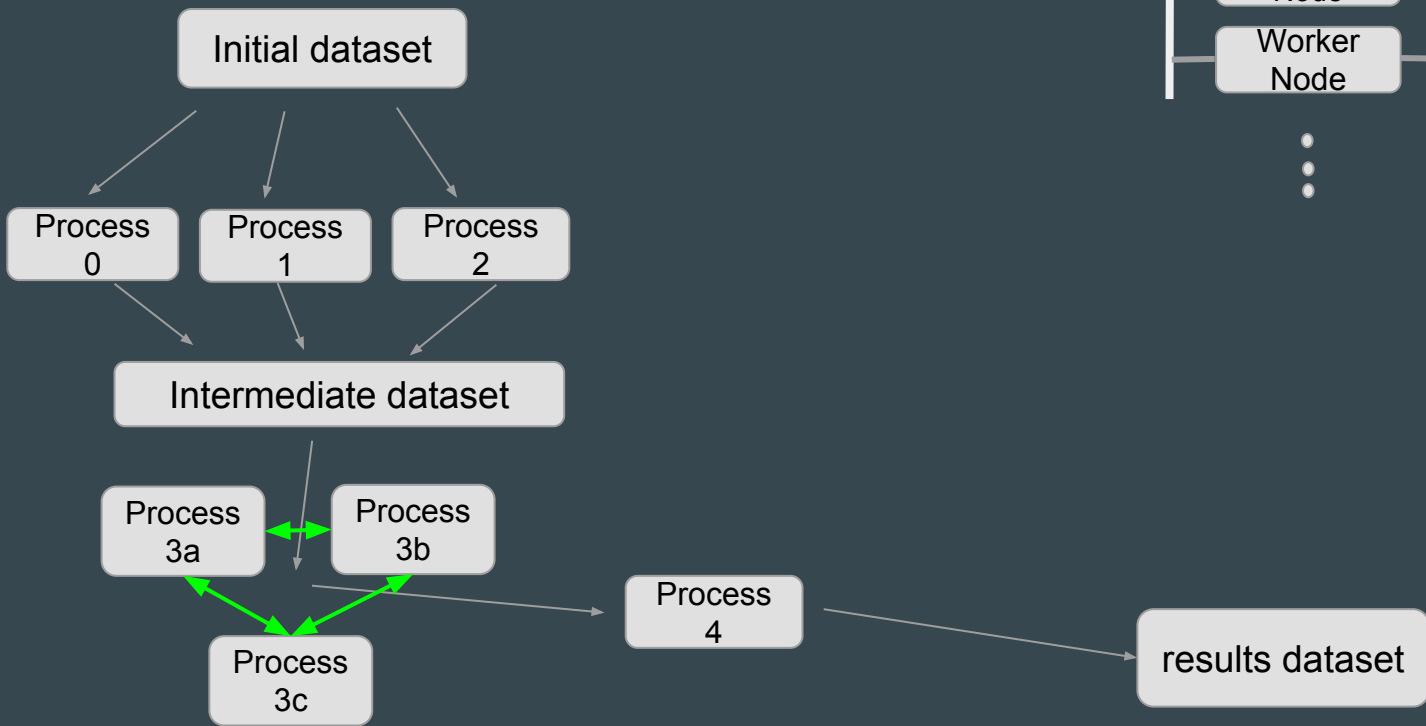 Node
Worker
Node
Initial dataset
Process
0
Process
1
Process
2
Intermediate dataset
Process
3a
Process
3b
Process
3c
Process
4
results dataset